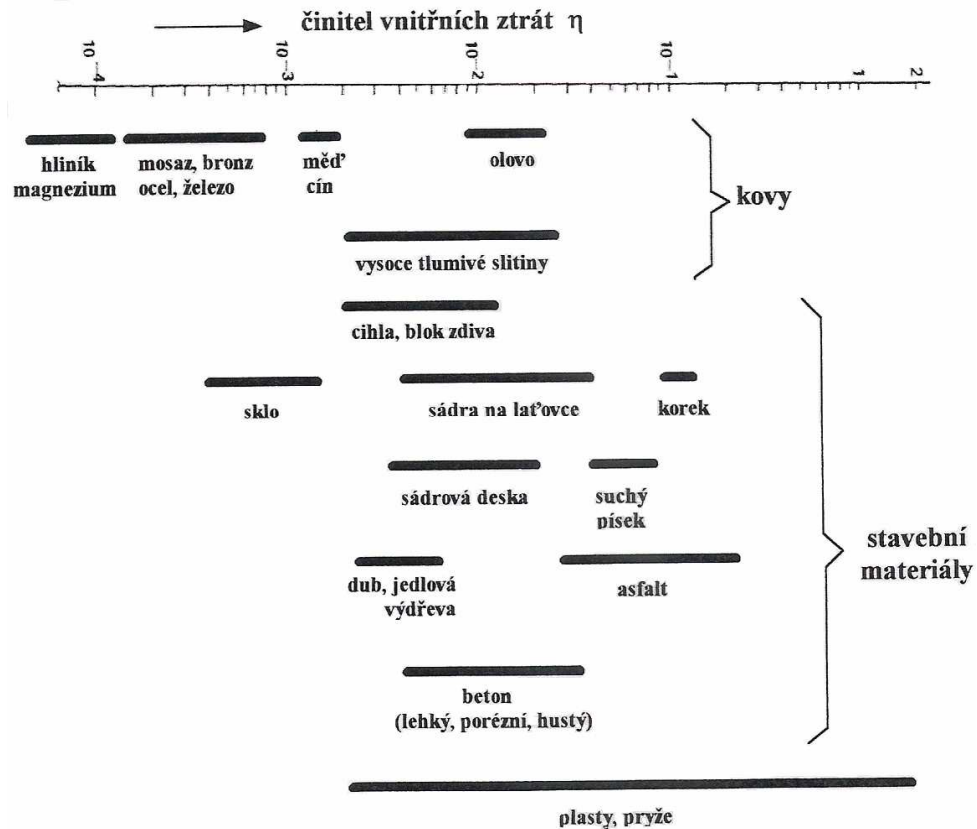 činitel vnitřních ztrát η
10⁻⁴ 10⁻³ 10⁻² 10⁻¹ 1 2
hliník
magnezium
mosaz, bronz
ocel, železo
měď
cín
olovo
kovy
vysoce tlumivé slitiny
cihla, blok zdiva
sklo
sádra na laťovce
korek
sádrová deska
suchý
písek
stavební
materiály
dub, jedlová
výdřeva
asfalt
beton
(lehký, porézní, hustý)
plasty, pryže